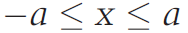 −a ≤ x ≤ a